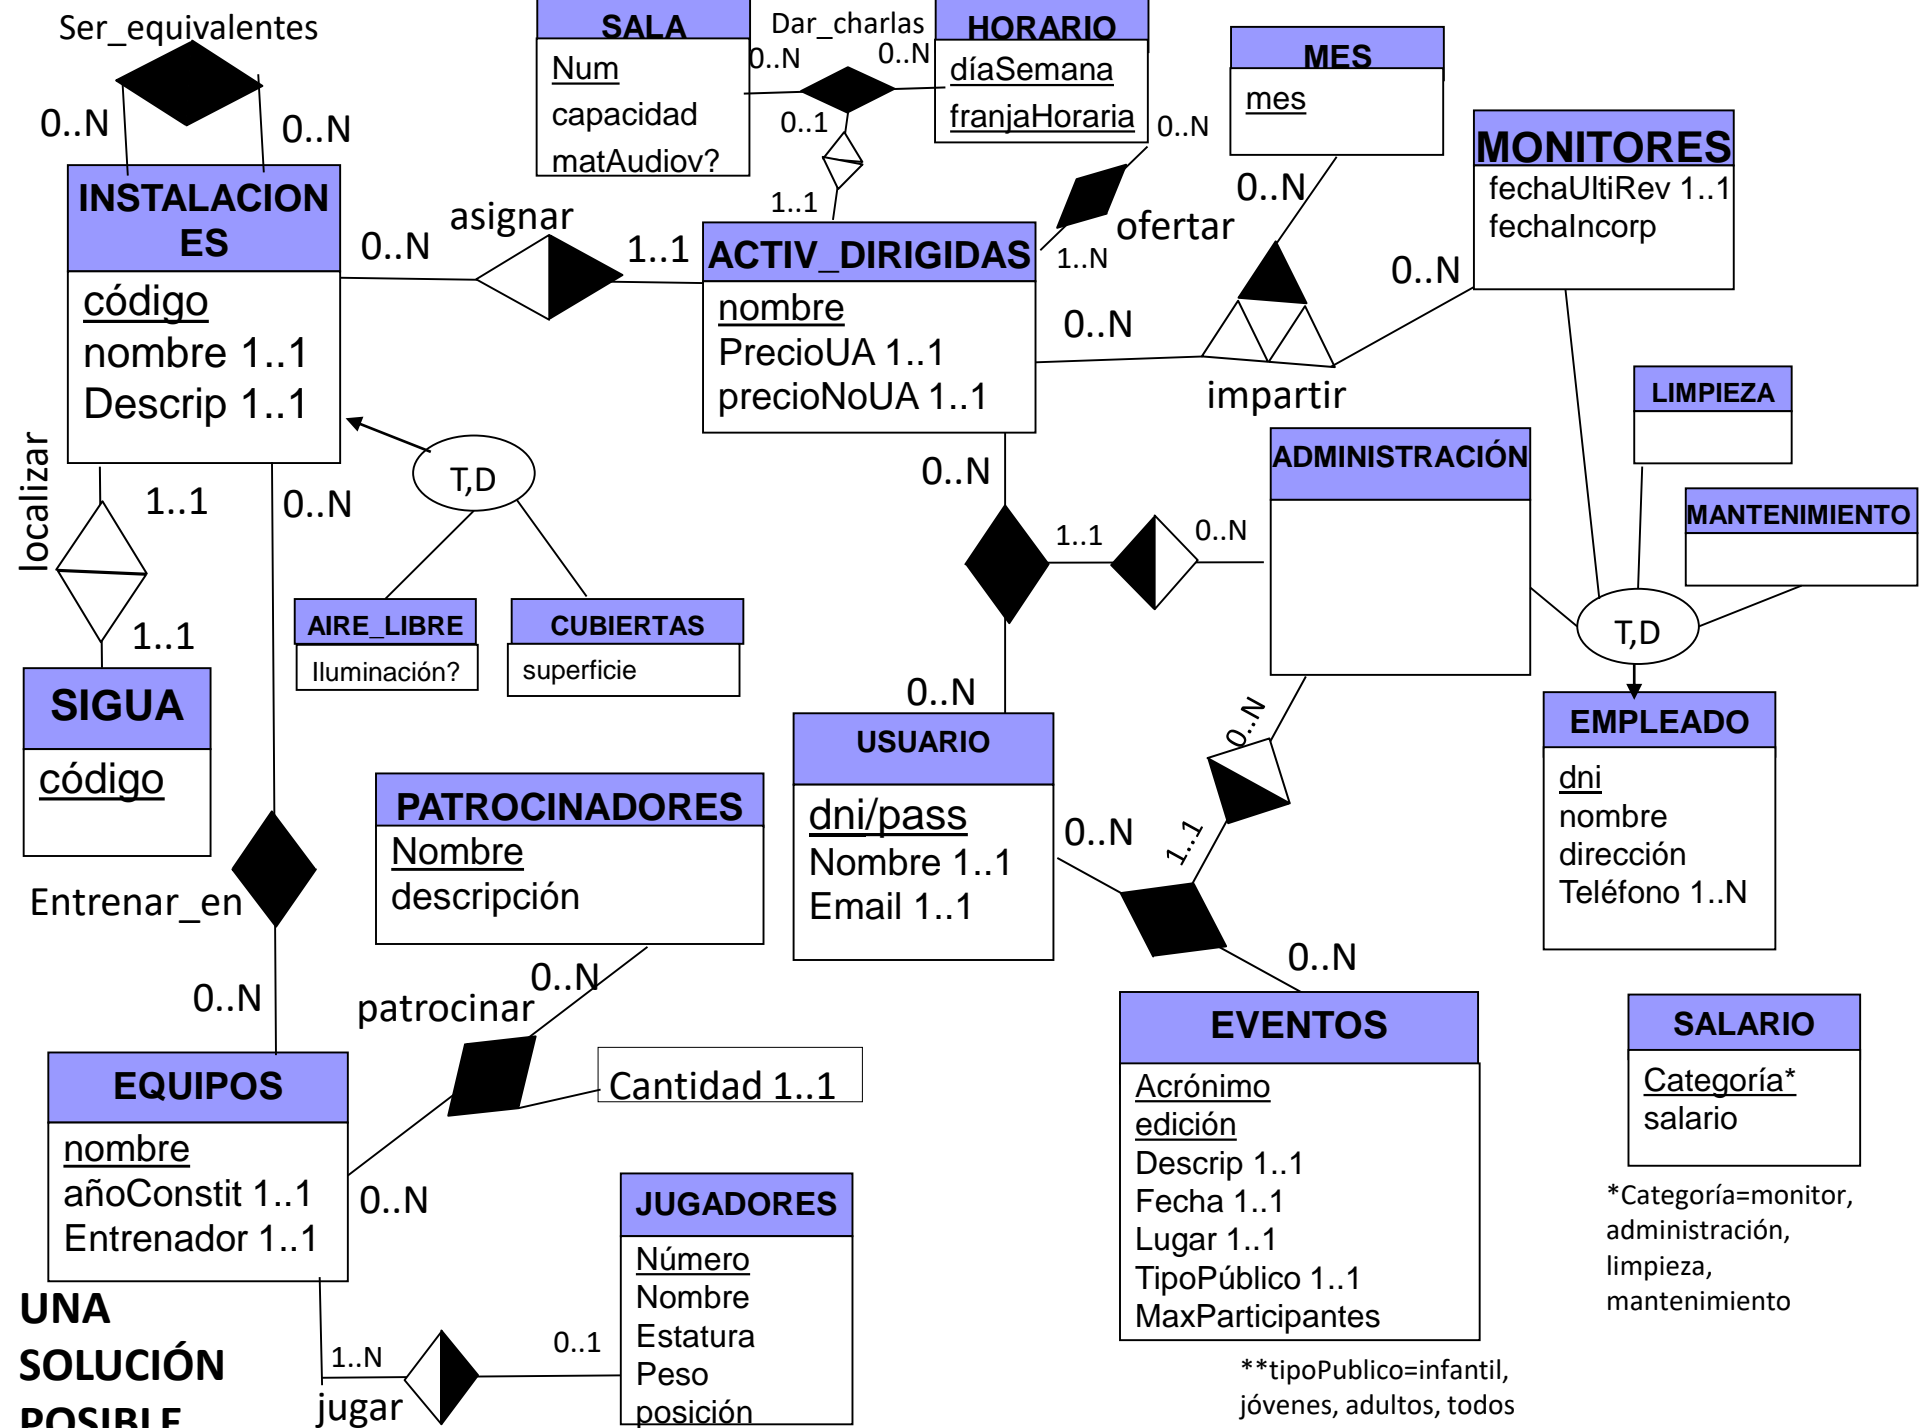 Ser_equivalentes
0..N
0..N
INSTALACION
ES
código
nombre 1..1
Descrip 1..1
asignar
0..N
1..1
SALA
Num
capacidad
matAudiov?
Dar_charlas
0..N
0..N
0..1
1..1
HORARIO
díaSemana
franjaHoraria
0..N
ofertar
1..N
MES
mes
0..N
MONITORES
fechaUltiRev 1..1
fechaIncorp
0..N
ACTIV_DIRIGIDAS
nombre
PrecioUA 1..1
precioNoUA 1..1
0..N
impartir
LIMPIEZA
MANTENIMIENTO
ADMINISTRACIÓN
T,D
localizar
1..1
1..1
0..N
T,D
AIRE_LIBRE
Iluminación?
CUBIERTAS
superficie
SIGUA
código
0..N
1..1
0..N
0..N
USUARIO
dni/pass
Nombre 1..1
Email 1..1
0..N
1..1
0..N
0..N
EMPLEADO
dni
nombre
dirección
Teléfono 1..N
PATROCINADORES
Nombre
descripción
Entrenar_en
0..N
0..N
patrocinar
Cantidad 1..1
0..N
EQUIPOS
nombre
añoConstit 1..1
Entrenador 1..1
JUGADORES
Número
Nombre
Estatura
Peso
posición
1..N
0..1
jugar
EVENTOS
Acrónimo
edición
Descrip 1..1
Fecha 1..1
Lugar 1..1
TipoPúblico 1..1
MaxParticipantes
**tipoPublico=infantil,
jóvenes, adultos, todos
SALARIO
Categoría*
salario
*Categoría=monitor,
administración,
limpieza,
mantenimiento
UNA
SOLUCIÓN
POSIBLE